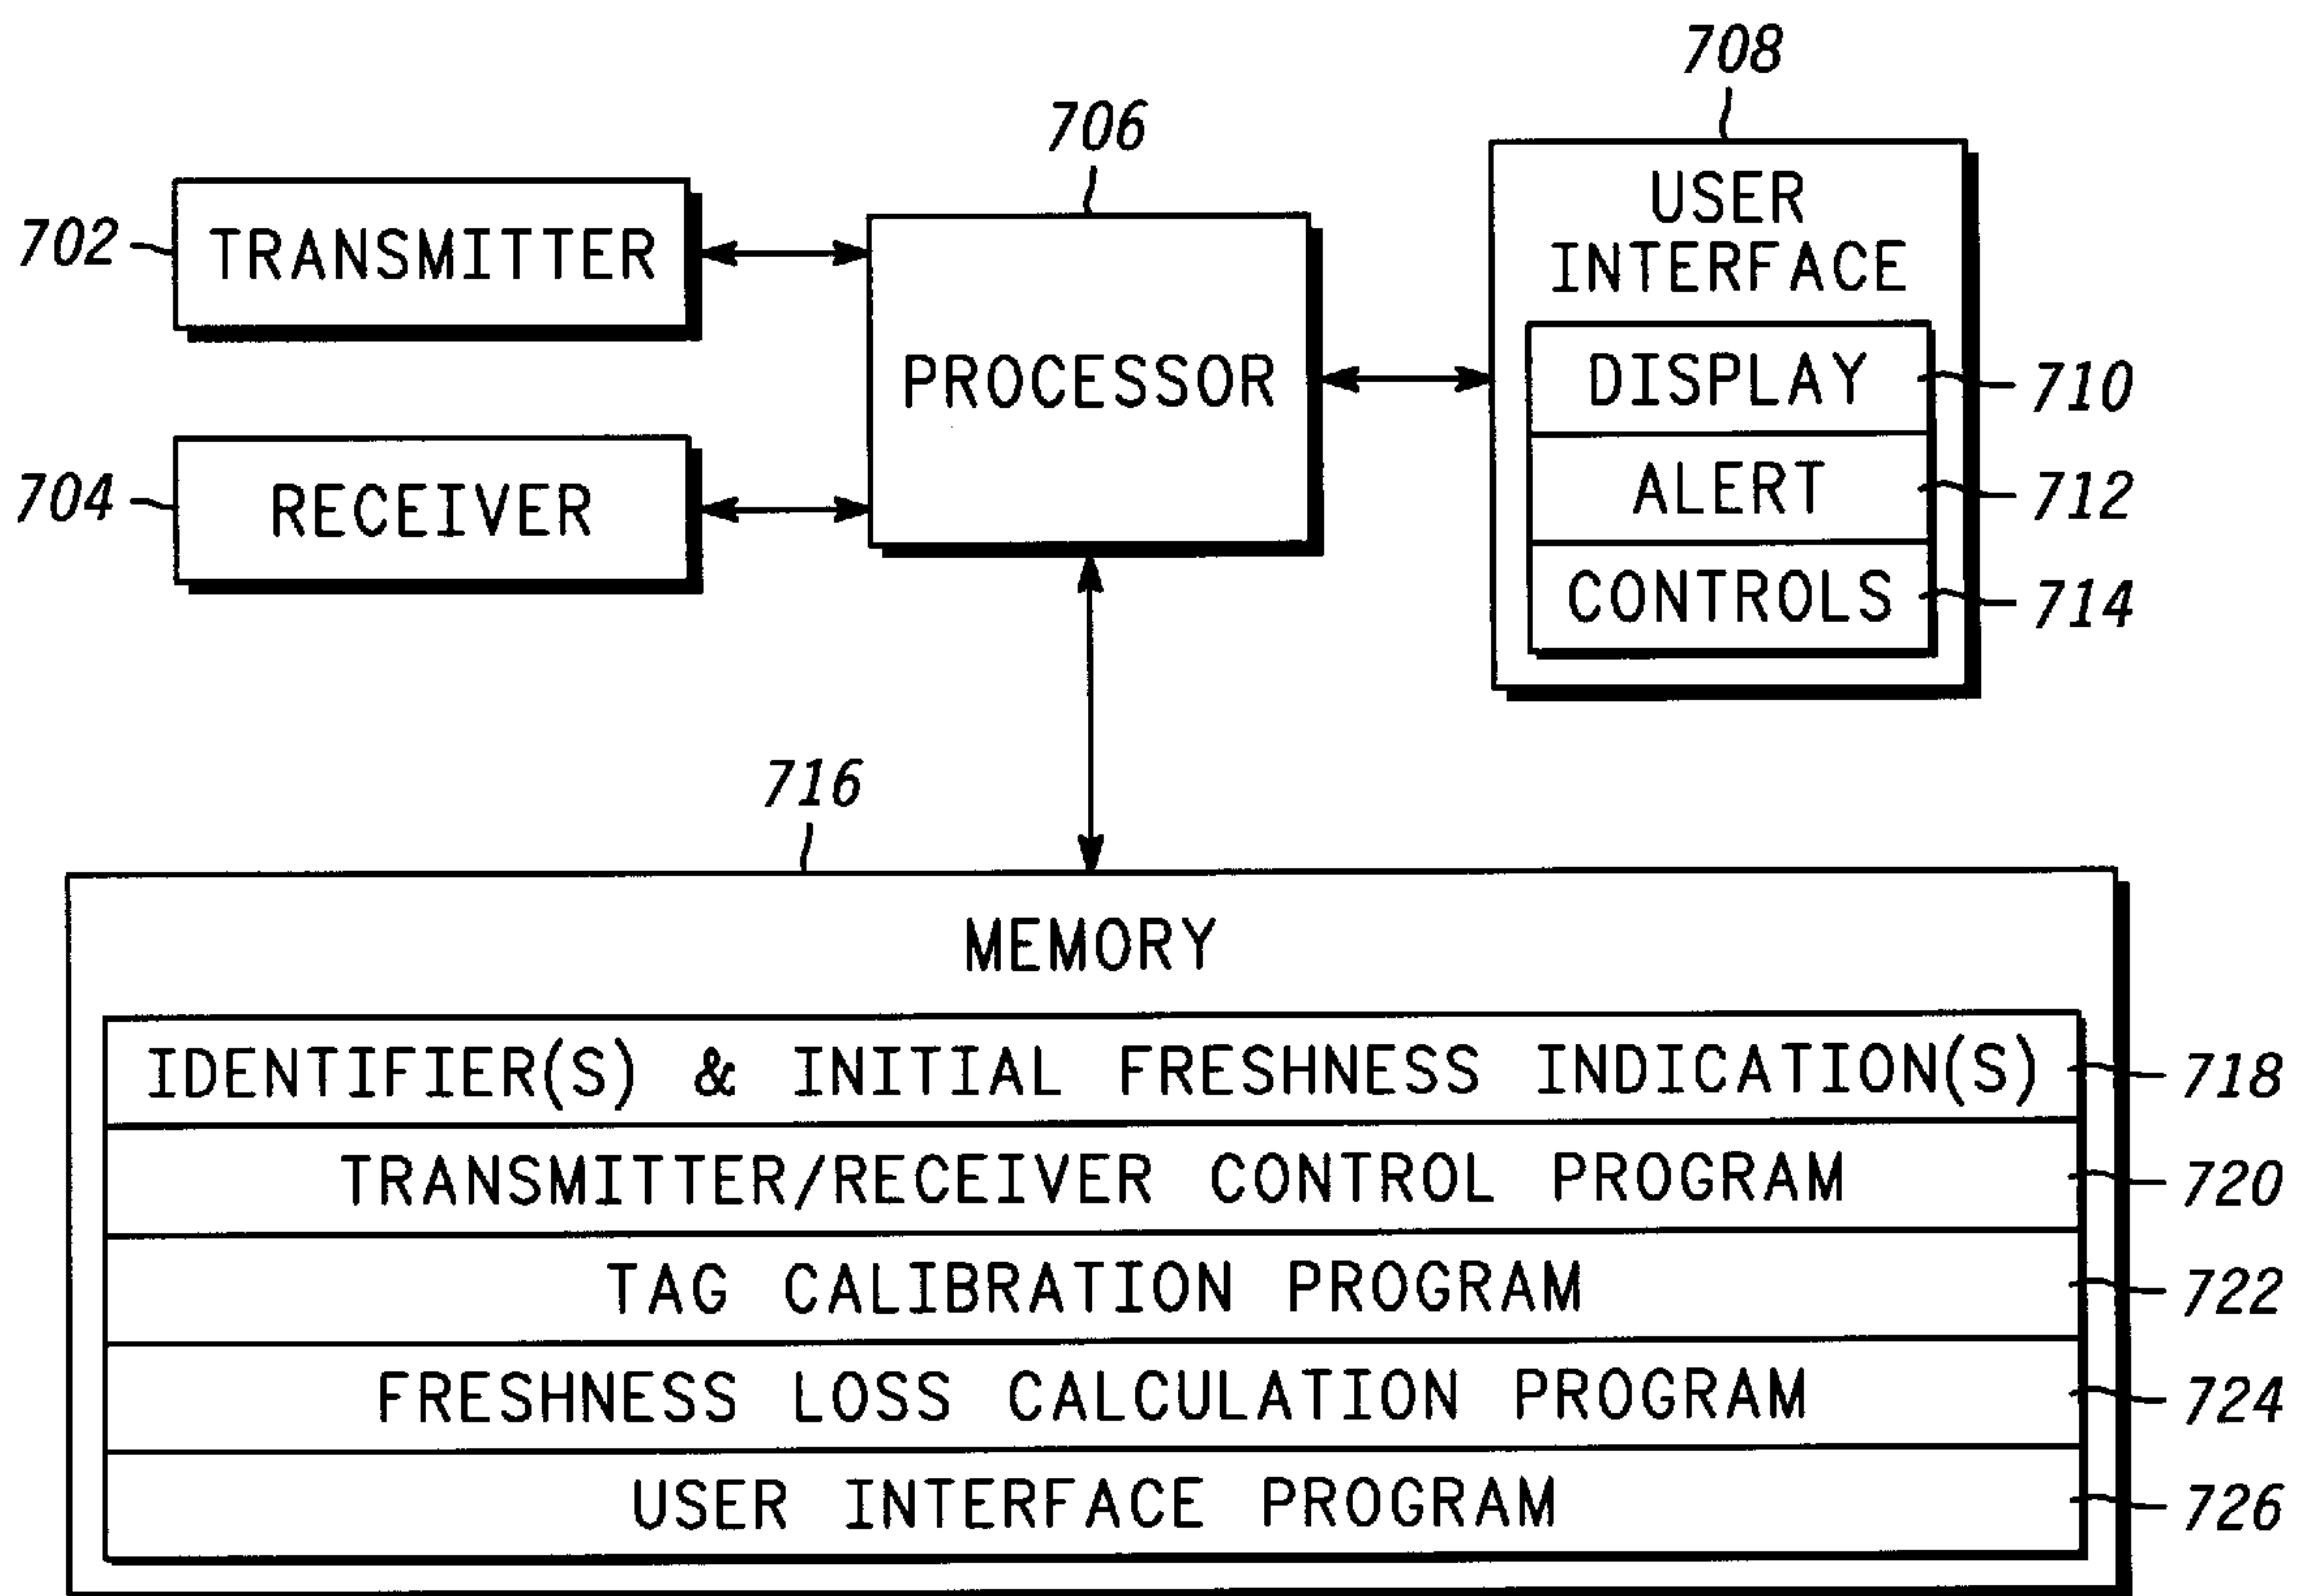 708
706
USER
INTERFACE
702
TRANSMITTER
PROCESSOR
DISPLAY
710
ALERT
712
704
RECEIVER
CONTROLS
714
716
MEMORY
IDENTIFIER(S) & INITIAL FRESHNESS INDICATION(S)
718
TRANSMITTER/RECEIVER CONTROL PROGRAM
720
TAG CALIBRATION PROGRAM
722
FRESHNESS LOSS CALCULATION PROGRAM
724
USER INTERFACE PROGRAM
726